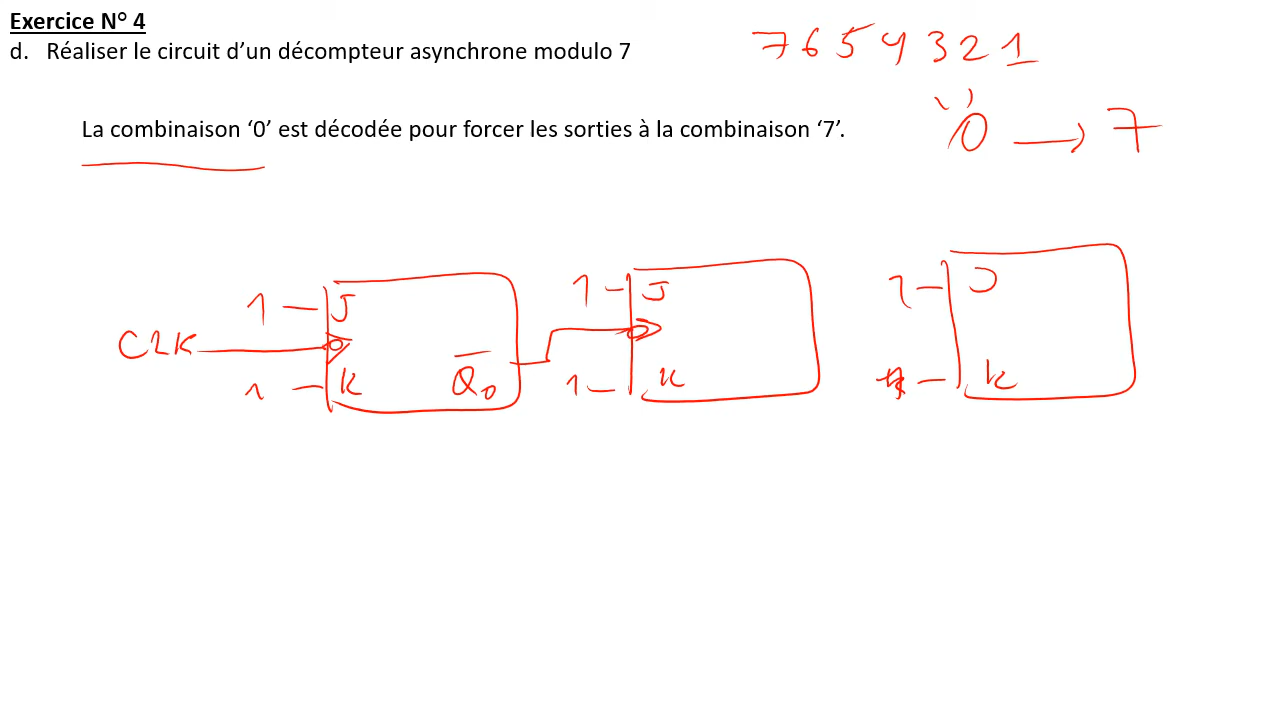 Exercice N° 4
d. Réaliser le circuit d’un décompteur asynchrone modulo 7
7 6 5 4 3 2 1
La combinaison ‘0’ est décodée pour forcer les sorties à la combinaison ‘7’.
0 → 7
1 J 1 J 1 J
CLK
1 K Q̅0 1 K K